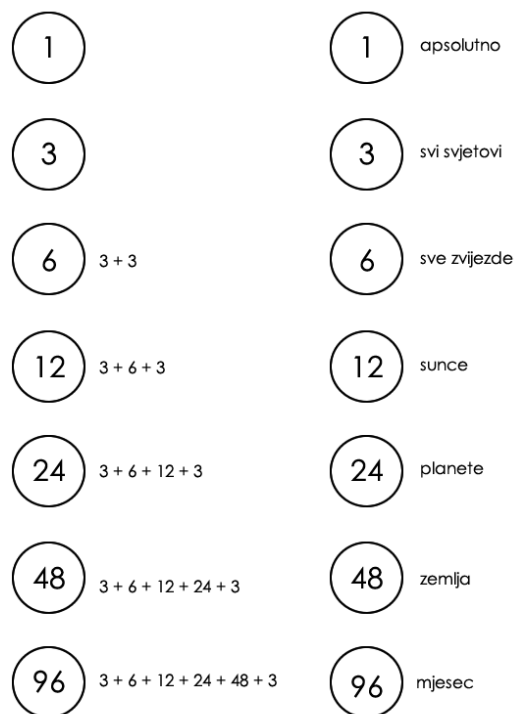 1
1 apsolutno
3
3 svi svjetovi
6 3 + 3
6 sve zvijezde
12 3 + 6 + 3
12 sunce
24 3 + 6 + 12 + 3
24 planete
48 3 + 6 + 12 + 24 + 3
48 zemlja
96 3 + 6 + 12 + 24 + 48 + 3
96 mjesec